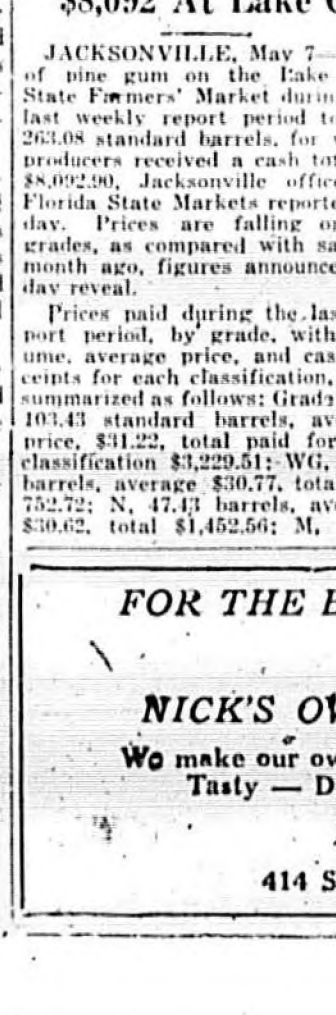 $8,092 At Lake
JACKSONVILLE, May 7—
of pine gum on the Lake
State Farmers' Market durin
last weekly report period to
263.08 standard barrels, for
producers received a cash tot
$8,092.90, Jacksonville offic
Florida State Markets reporte
day. Prices are falling on
grades, as compared with sa
month ago, figures announce
day reveal.
Prices paid during the las
port period, by grade, with
ume, average price, and cas
ceipts for each classification,
summarized as follows: Grade
103.43 standard barrels, av
price, $31.22, total paid for
classification $3,229.51; WG,
barrels, average $30.77, tota
752.72; N, 47.43 barrels, ave
$30.62, total $1,452.56; M,
FOR THE
NICK'S OW
We make our ow
Tasty — D
414 S